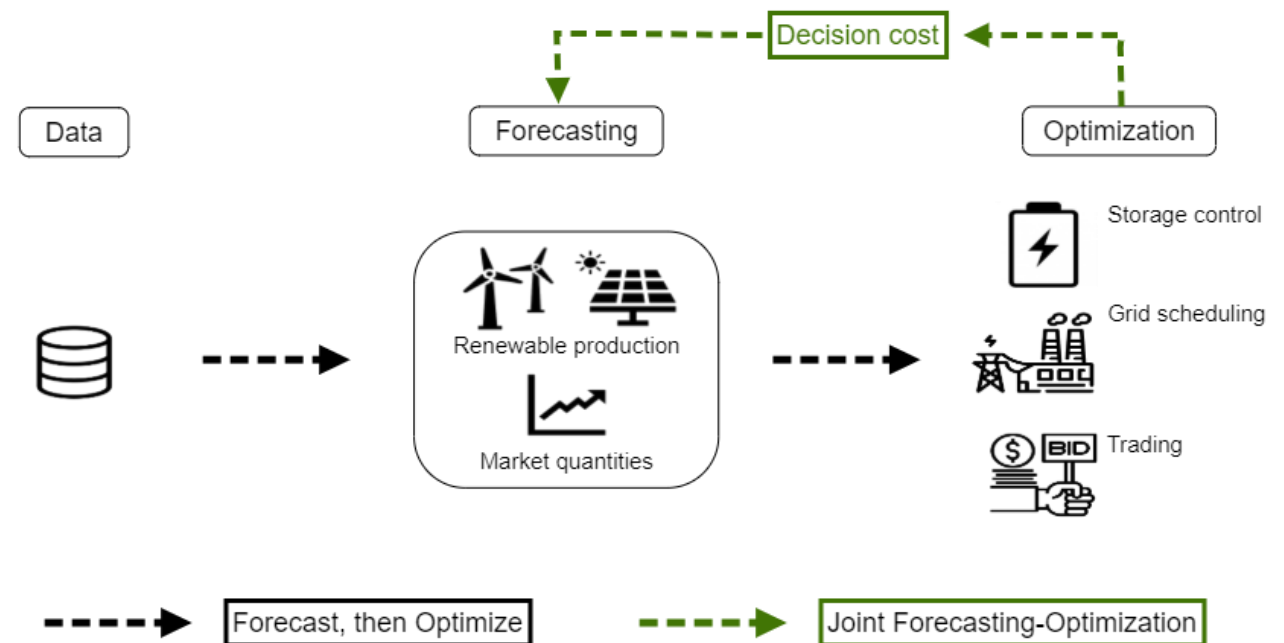 Decision cost
Data
Forecasting
Optimization
Storage control
Grid scheduling
Renewable production
Market quantities
$
BID
Trading
Forecast, then Optimize
Joint Forecasting-Optimization